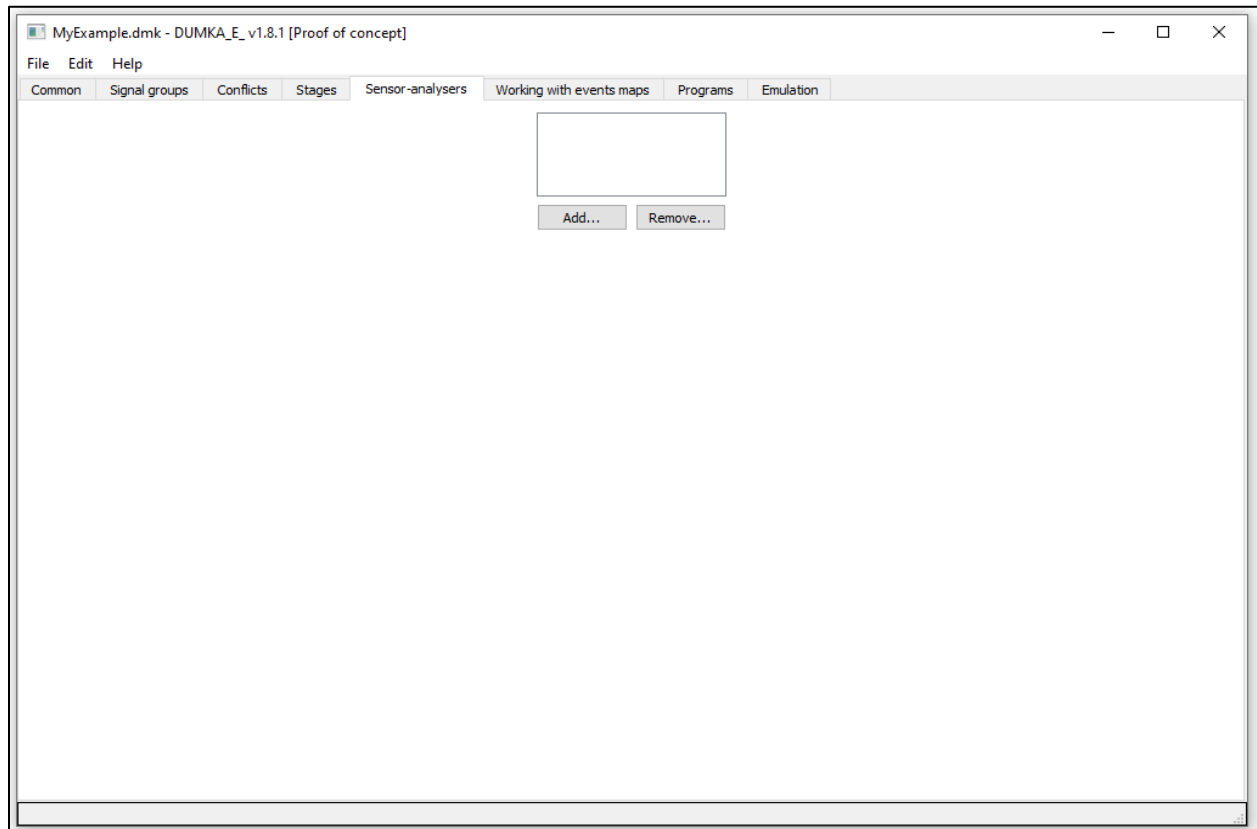 MyExample.dmk - DUMKA_E_ v1.8.1 [Proof of concept]
File Edit Help
Common Signal groups Conflicts Stages Sensor-analysers Working with events maps Programs Emulation
Add... Remove...